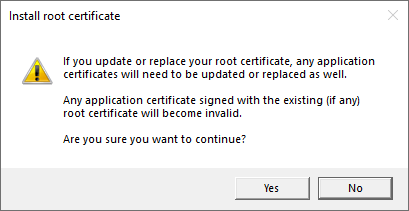 Install root certificate
If you update or replace your root certificate, any application
certificates will need to be updated or replaced as well.
Any application certificate signed with the existing (if any)
root certificate will become invalid.
Are you sure you want to continue?
Yes
No